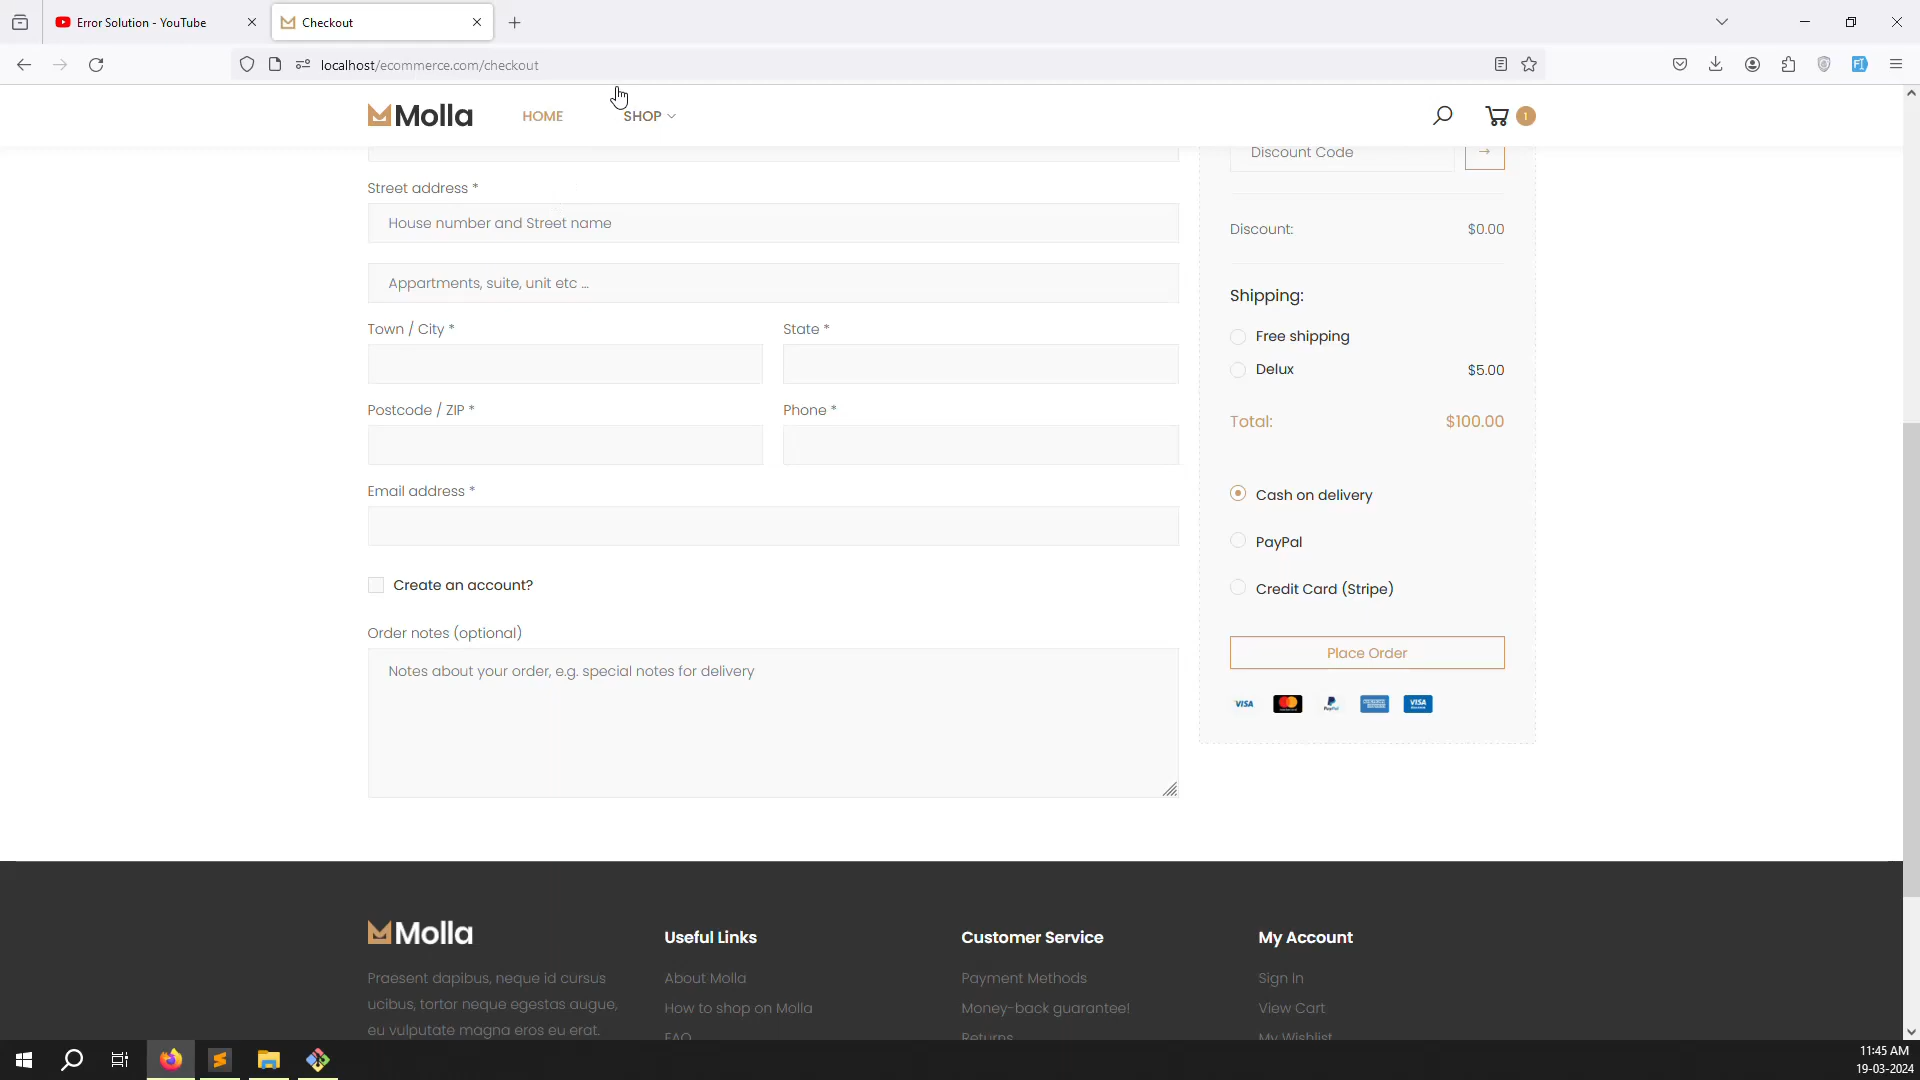 Error Solution - YouTube
Checkout
localhost/ecommerce.com/checkout
Molla
HOME
SHOP
1
Street address *
House number and Street name
Appartments, suite, unit etc ...
Town / City *
State *
Postcode / ZIP *
Phone *
Email address *
Create an account?
Order notes (optional)
Notes about your order, e.g. special notes for delivery
Discount Code
Discount:
$0.00
Shipping:
Free shipping
Delux
$5.00
Total:
$100.00
Cash on delivery
PayPal
Credit Card (Stripe)
Place Order
VISA
PayPal
VISA
Molla
Praesent dapibus, neque id cursus
ucibus, tortor neque egestas augue,
eu vulputate magna eros eu erat.
Useful Links
About Molla
How to shop on Molla
FAQ
Customer Service
Payment Methods
Money-back guarantee!
Returns
My Account
Sign In
View Cart
My Wishlist
11:45 AM
19-03-2024